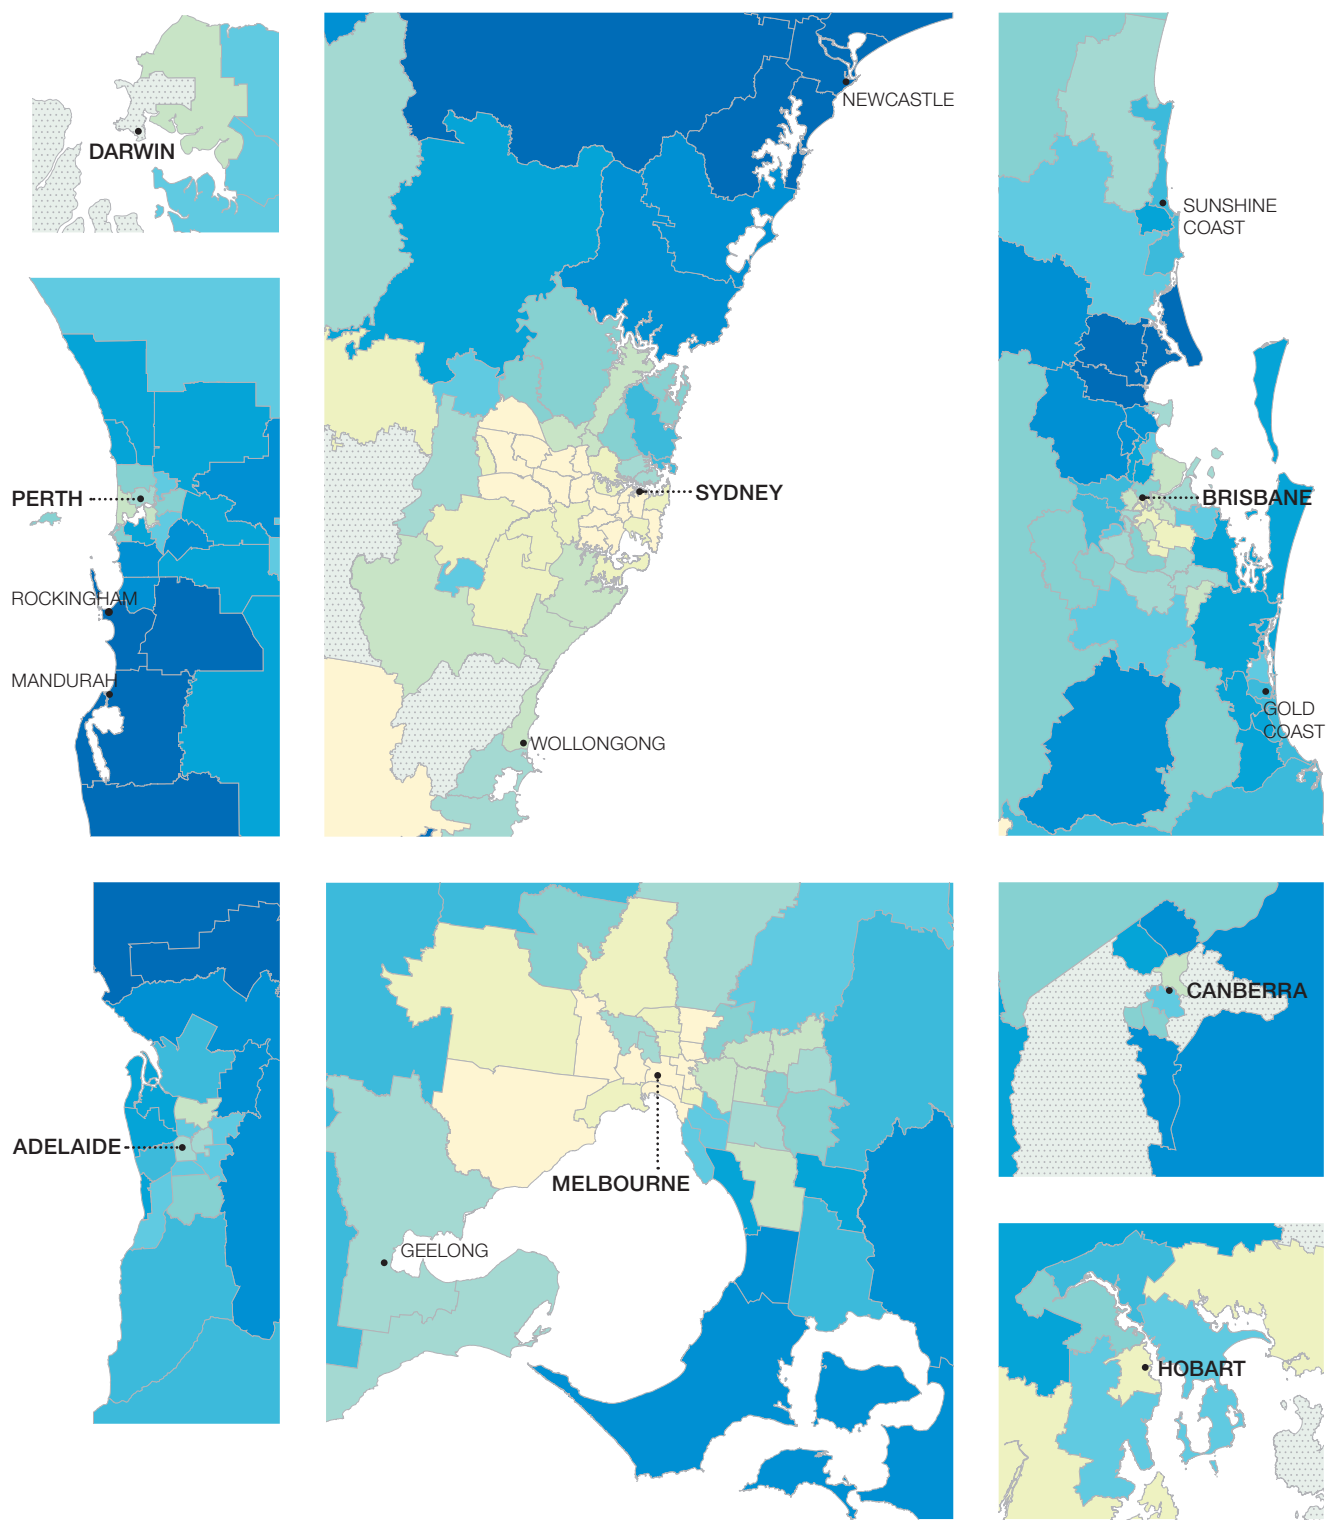 DARWIN
NEWCASTLE
SUNSHINE
COAST
PERTH
SYDNEY
BRISBANE
ROCKINGHAM
MANDURAH
WOLLONGONG
GOLD
COAST
CANBERRA
ADELAIDE
MELBOURNE
GEELONG
HOBART